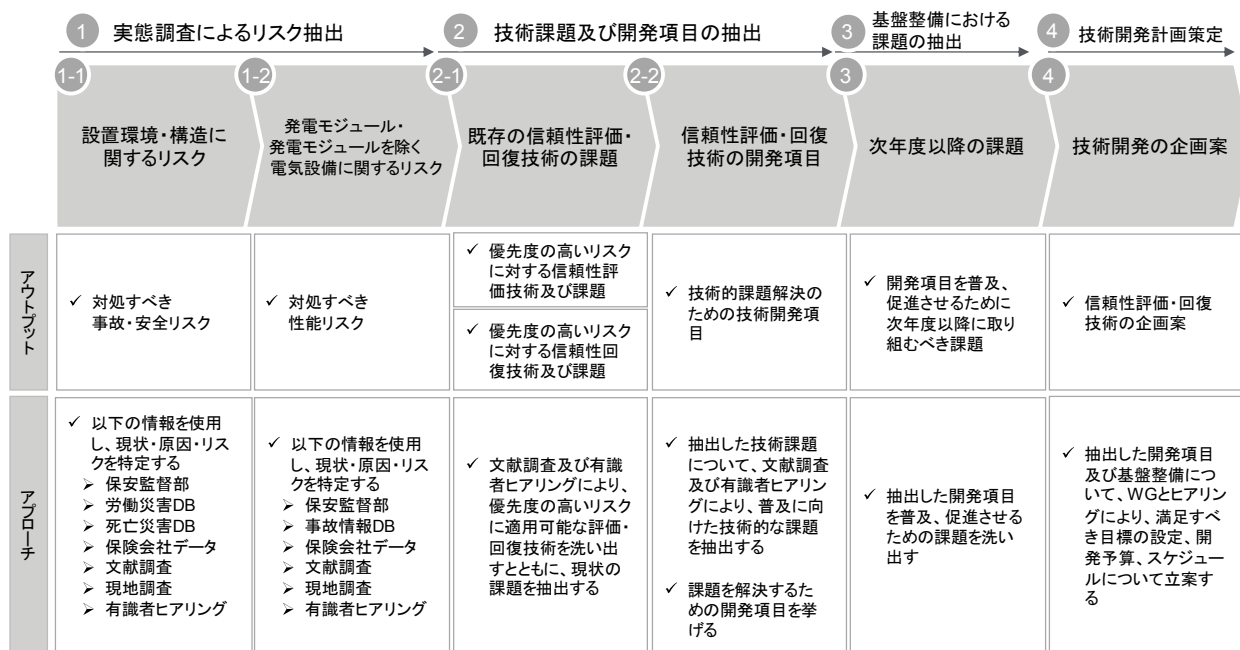 1 実態調査によるリスク抽出
2 技術課題及び開発項目の抽出
3 基盤整備における
課題の抽出
4 技術開発計画策定
1-1
設置環境・構造に
関するリスク
1-2
発電モジュール・
発電モジュールを除く
電気設備に関するリスク
2-1
既存の信頼性評価・
回復技術の課題
2-2
信頼性評価・回復
技術の開発項目
3
次年度以降の課題
4
技術開発の企画案
アウトプット
✓ 対処すべき
事故・安全リスク
✓ 対処すべき
性能リスク
✓ 優先度の高いリスク
に対する信頼性評
価技術及び課題
✓ 優先度の高いリスク
に対する信頼性回
復技術及び課題
✓ 技術的課題解決の
ための技術開発項
目
✓ 開発項目を普及、
促進させるために
次年度以降に取り
組むべき課題
✓ 信頼性評価・回復
技術の企画案
アプローチ
✓ 以下の情報を使用
し、現状・原因・リス
クを特定する
➢ 保安監督部
➢ 労働災害DB
➢ 死亡災害DB
➢ 保険会社データ
➢ 文献調査
➢ 現地調査
➢ 有識者ヒアリング
✓ 以下の情報を使用
し、現状・原因・リス
クを特定する
➢ 保安監督部
➢ 事故情報DB
➢ 保険会社データ
➢ 文献調査
➢ 現地調査
➢ 有識者ヒアリング
✓ 文献調査及び有識
者ヒアリングにより、
優先度の高いリスク
に適用可能な評価・
回復技術を洗い出
すとともに、現状の
課題を抽出する
✓ 抽出した技術課題
について、文献調査
及び有識者ヒアリン
グにより、普及に向
けた技術的な課題
を抽出する
✓ 課題を解決するた
めの開発項目を挙
げる
✓ 抽出した開発項目
を普及、促進させる
ための課題を洗い
出す
✓ 抽出した開発項目
及び基盤整備につ
いて、WGとヒアリン
グにより、満足すべ
き目標の設定、開
発予算、スケジュー
ルについて立案す
る